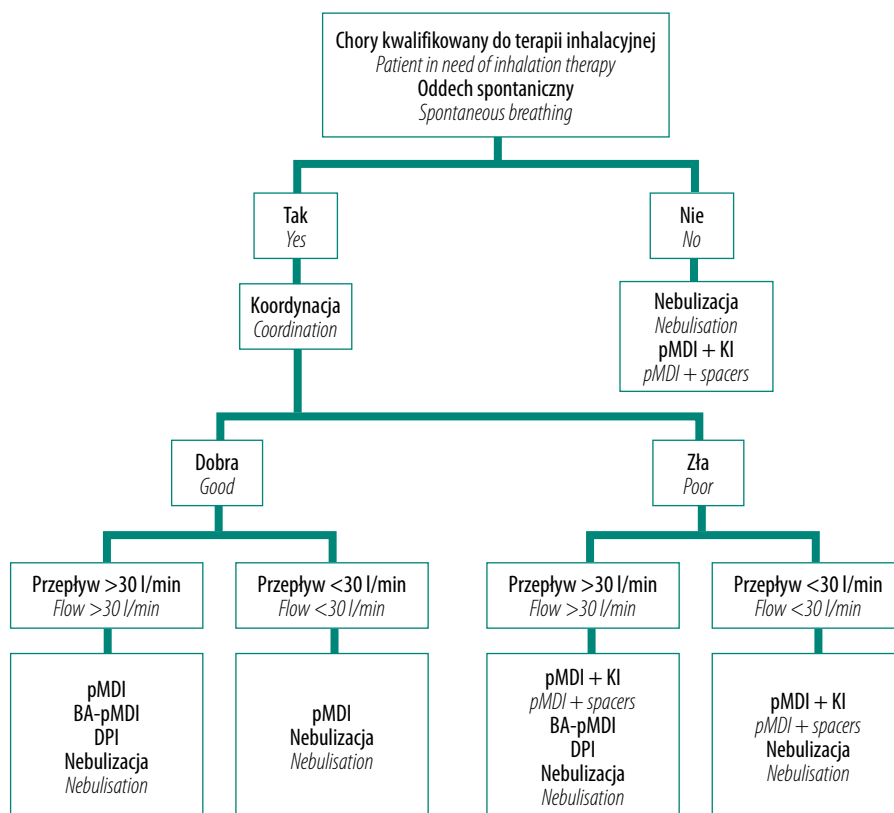 Chory kwalifikowany do terapii inhalacyjnej
Patient in need of inhalation therapy
Oddech spontaniczny
Spontaneous breathing
Tak
Yes
Nie
No
Koordynacja
Coordination
Nebulizacja
Nebulisation
pMDI + KI
pMDI + spacers
Dobra
Good
Zła
Poor
Przepływ >30 l/min
Flow >30 l/min
Przepływ <30 l/min
Flow <30 l/min
Przepływ >30 l/min
Flow >30 l/min
Przepływ <30 l/min
Flow <30 l/min
pMDI
BA-pMDI
DPI
Nebulizacja
Nebulisation
pMDI
Nebulizacja
Nebulisation
pMDI + KI
pMDI + spacers
BA-pMDI
DPI
Nebulizacja
Nebulisation
pMDI + KI
pMDI + spacers
Nebulizacja
Nebulisation